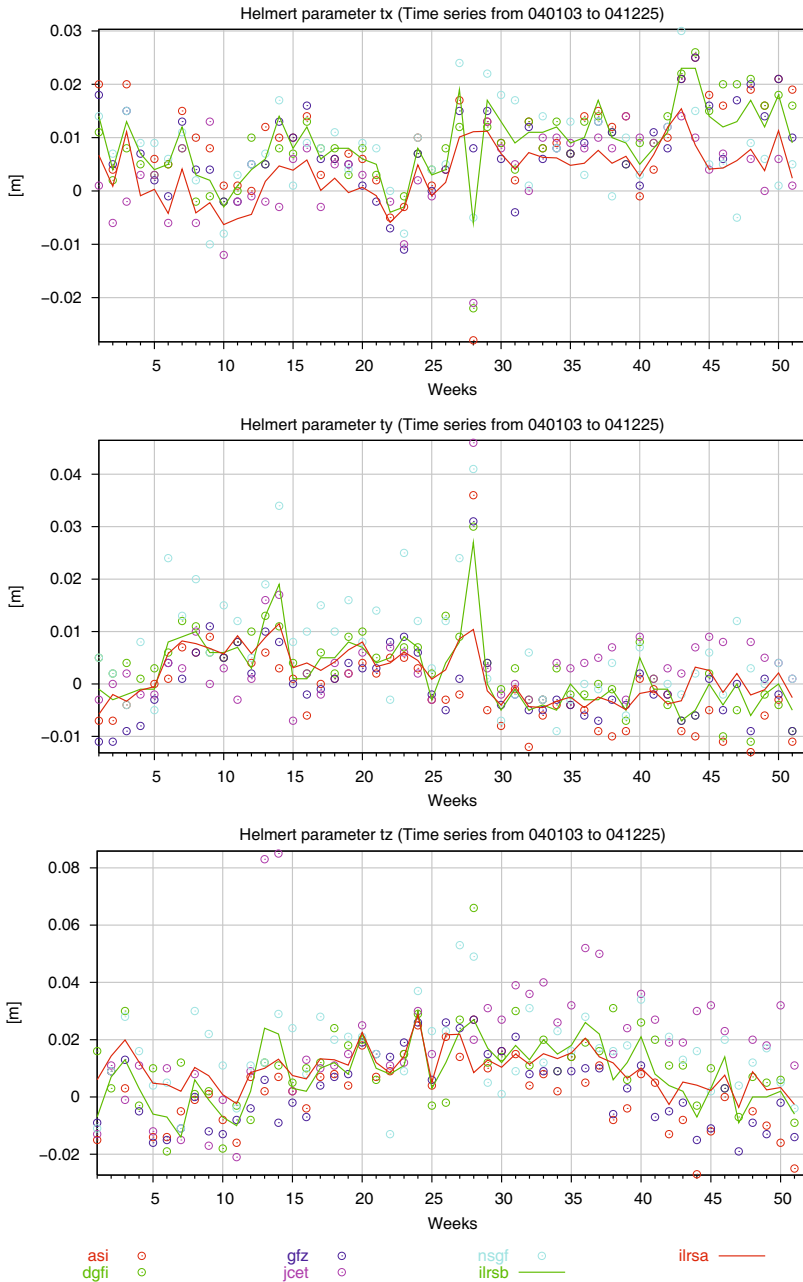 Helmert parameter tx (Time series from 040103 to 041225)
0.03
0.02
0.01
0
−0.01
−0.02
[m]
5 10 15 20 25 30 35 40 45 50
Weeks
Helmert parameter ty (Time series from 040103 to 041225)
0.04
0.03
0.02
0.01
0
−0.01
[m]
5 10 15 20 25 30 35 40 45 50
Weeks
Helmert parameter tz (Time series from 040103 to 041225)
0.08
0.06
0.04
0.02
0
−0.02
[m]
5 10 15 20 25 30 35 40 45 50
Weeks
asi gfz nsgf ilrsa
dgfi jcet ilrsb